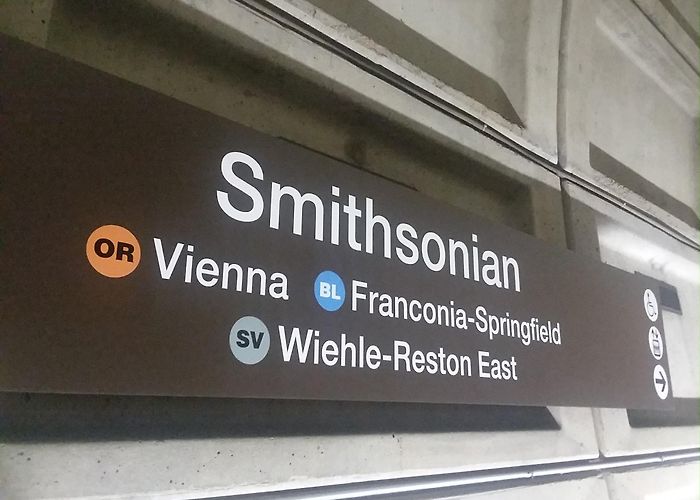 Smithsonian
OR Vienna BL Franconia-Springfield
SV Wiehle-Reston East